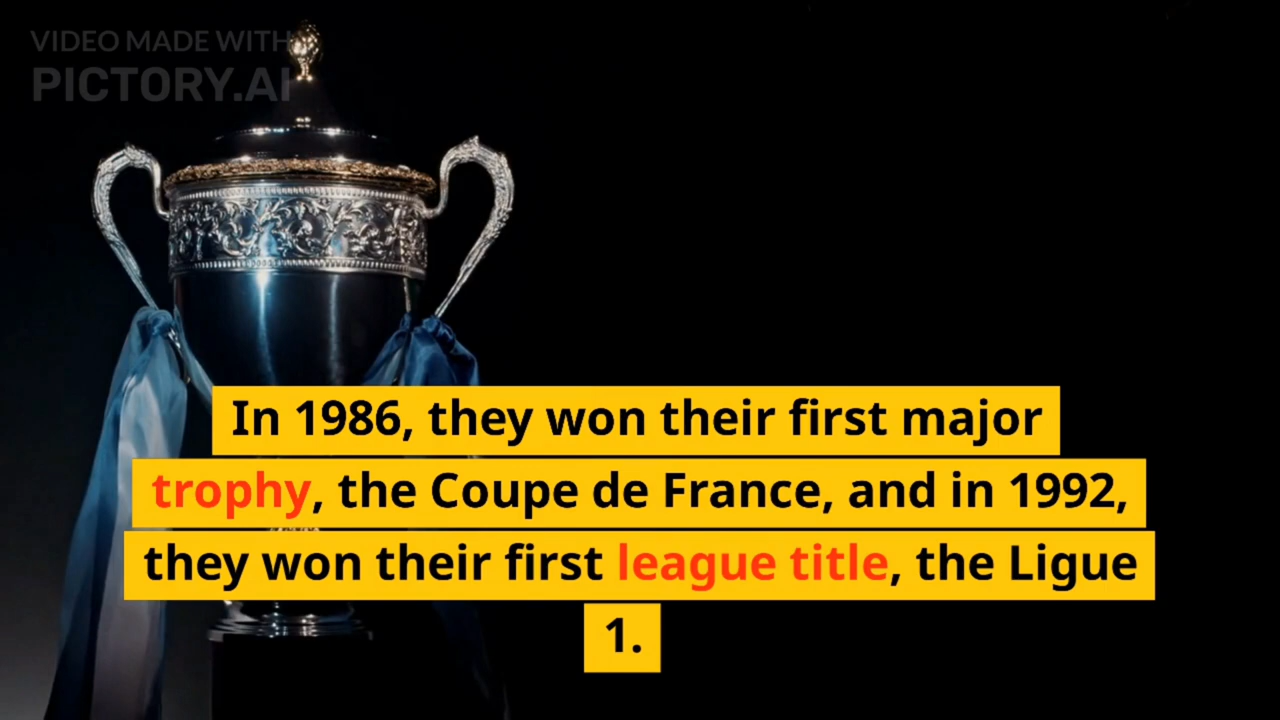 VIDEO MADE WITH
PICTORY.AI
In 1986, they won their first major
trophy, the Coupe de France, and in 1992,
they won their first league title, the Ligue
1.